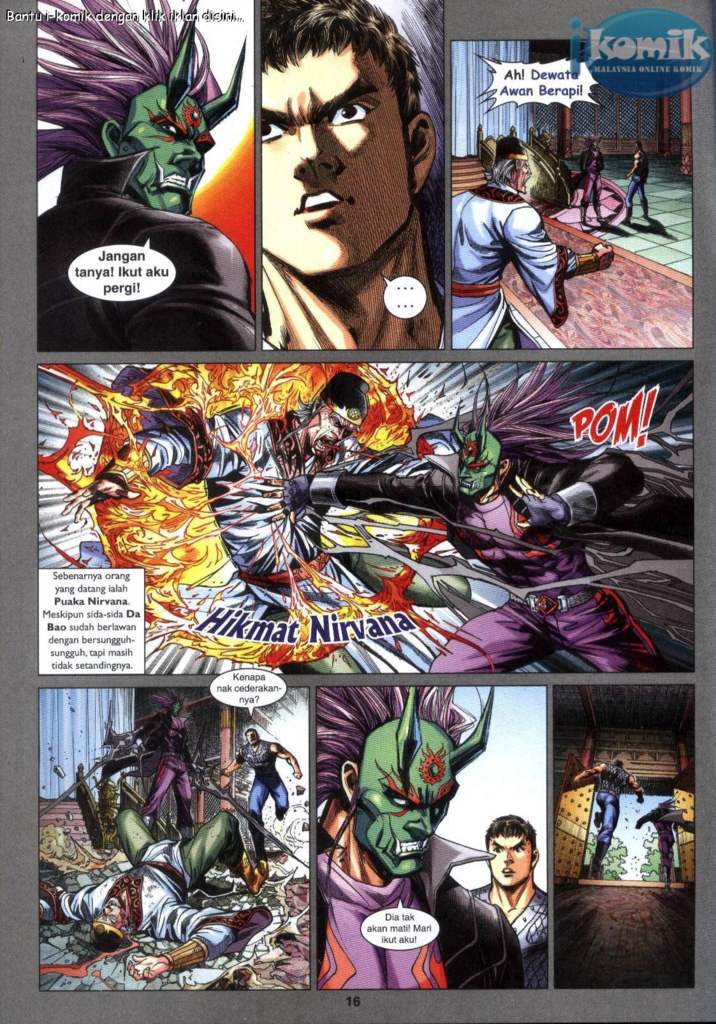 Bantu i-komik dengan klik iklan disini...
ikomik
MALAYSIA ONLINE KOMIK
Jangan
tanya! Ikut aku
pergi!
...
...
Ah! Dewata
Awan Berapi!
POM!
Sebenarnya orang
yang datang ialah
Puaka Nirvana.
Meskipun sida-sida Da
Bao sudah berlawan
dengan bersungguh-
sungguh, tapi masih
tidak setandingnya.
Hikmat Nirvana
Kenapa
nak cederakan-
nya?
Dia tak
akan mati! Mari
ikut aku!
16